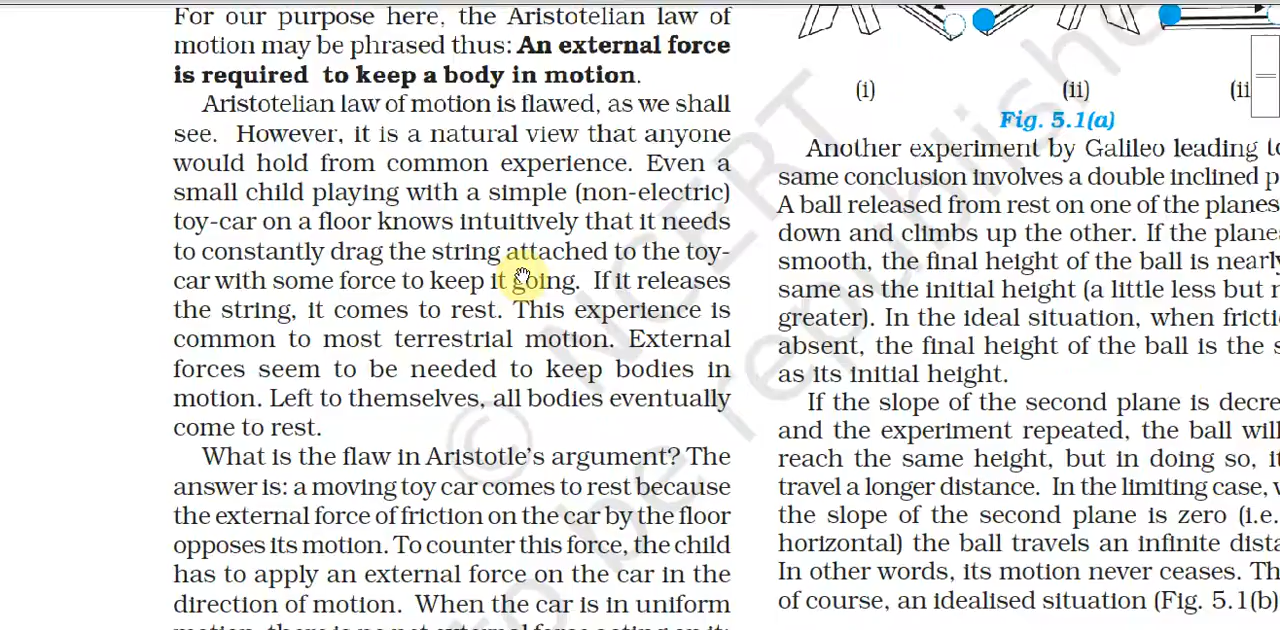 For our purpose here, the Aristotelian law of
motion may be phrased thus: An external force
is required to keep a body in motion.
Aristotelian law of motion is flawed, as we shall
see. However, it is a natural view that anyone
would hold from common experience. Even a
small child playing with a simple (non-electric)
toy-car on a floor knows intuitively that it needs
to constantly drag the string attached to the toy-
car with some force to keep it going. If it releases
the string, it comes to rest. This experience is
common to most terrestrial motion. External
forces seem to be needed to keep bodies in
motion. Left to themselves, all bodies eventually
come to rest.
What is the flaw in Aristotle's argument? The
answer is: a moving toy car comes to rest because
the external force of friction on the car by the floor
opposes its motion. To counter this force, the child
has to apply an external force on the car in the
direction of motion. When the car is in uniform
(i)
(ii)
(ii
Fig. 5.1(a)
Another experiment by Galileo leading
same conclusion involves a double inclined
A ball released from rest on one of the planes
down and climbs up the other. If the
smooth, the final height of the ball is
same as the initial height (a little less but
greater). In the ideal situation, when
absent, the final height of the ball is the
as its initial height.
If the slope of the second plane is
and the experiment repeated, the ball will
reach the same height, but in doing so,
travel a longer distance. In the limiting case,
the slope of the second plane is zero (i.e.
horizontal) the ball travels an infinite
In other words, its motion never ceases.
of course, an idealised situation (Fig. 5.1(b)
© NCERT
to be republishe